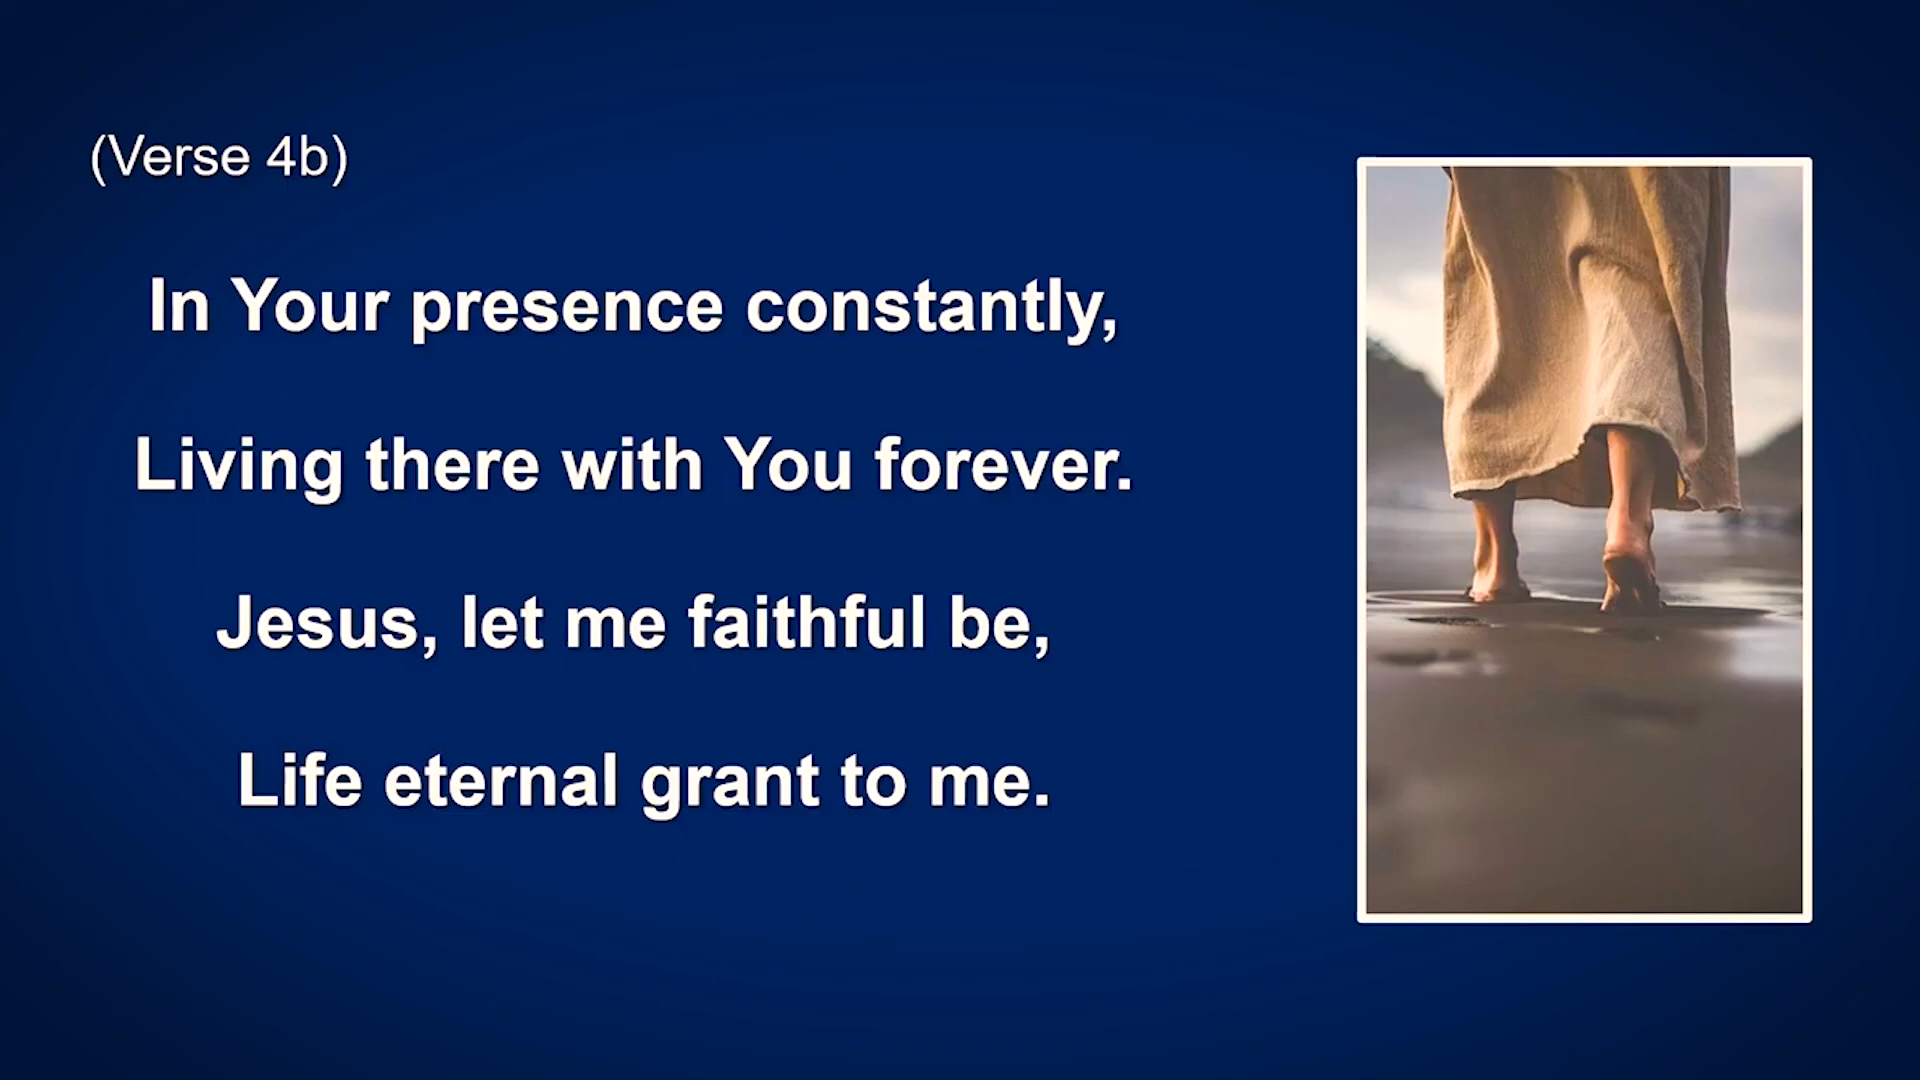 (Verse 4b)
In Your presence constantly,
Living there with You forever.
Jesus, let me faithful be,
Life eternal grant to me.